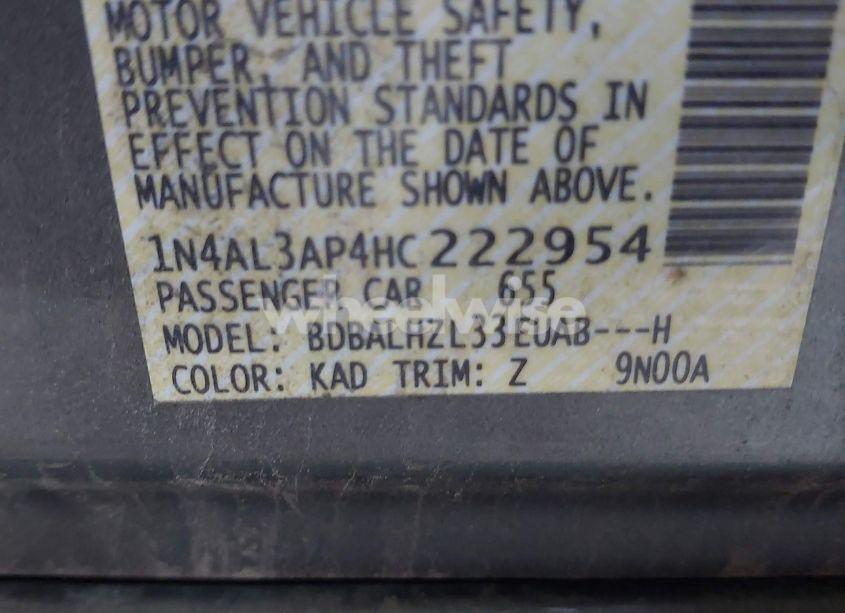 MOTOR VEHICLE SAFETY,
BUMPER, AND THEFT
PREVENTION STANDARDS IN
EFFECT ON THE DATE OF
MANUFACTURE SHOWN ABOVE.
1N4AL3AP4HC222954
PASSENGER CAR 655
wheelwise
MODEL: BDBALHZL33EUAB---H
COLOR: KAD TRIM: Z 9N00A